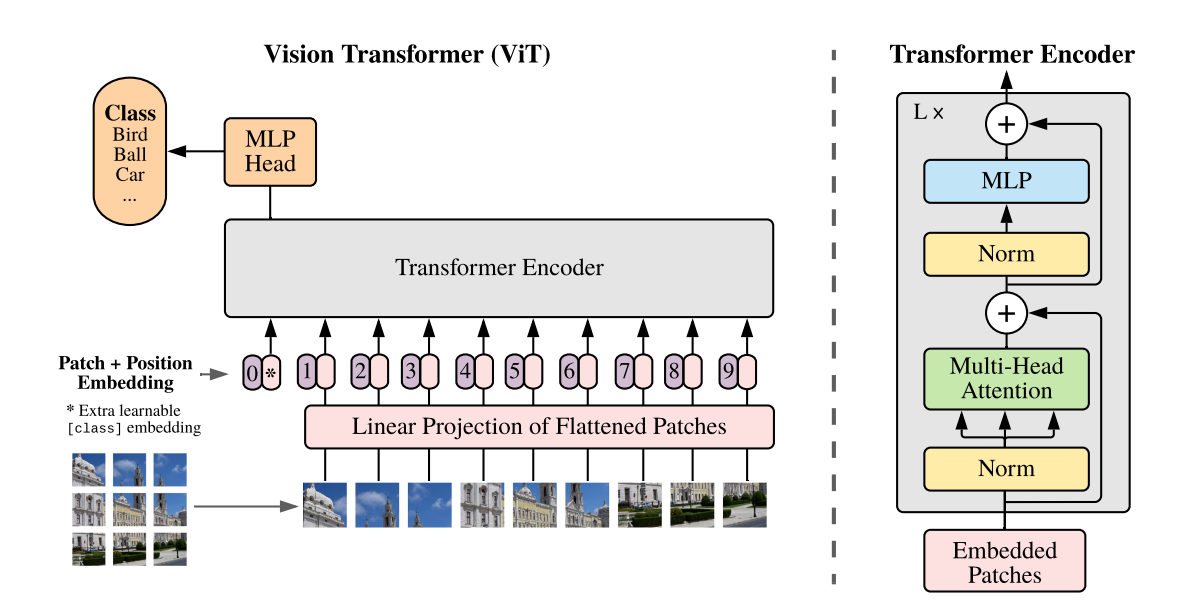 Vision Transformer (ViT)
Class
Bird
Ball
Car
...
MLP
Head
Transformer Encoder
Patch + Position
Embedding
0 * 1 2 3 4 5 6 7 8 9
* Extra learnable
[class] embedding
Linear Projection of Flattened Patches
Transformer Encoder
L x
+
MLP
Norm
+
Multi-Head
Attention
Norm
Embedded
Patches